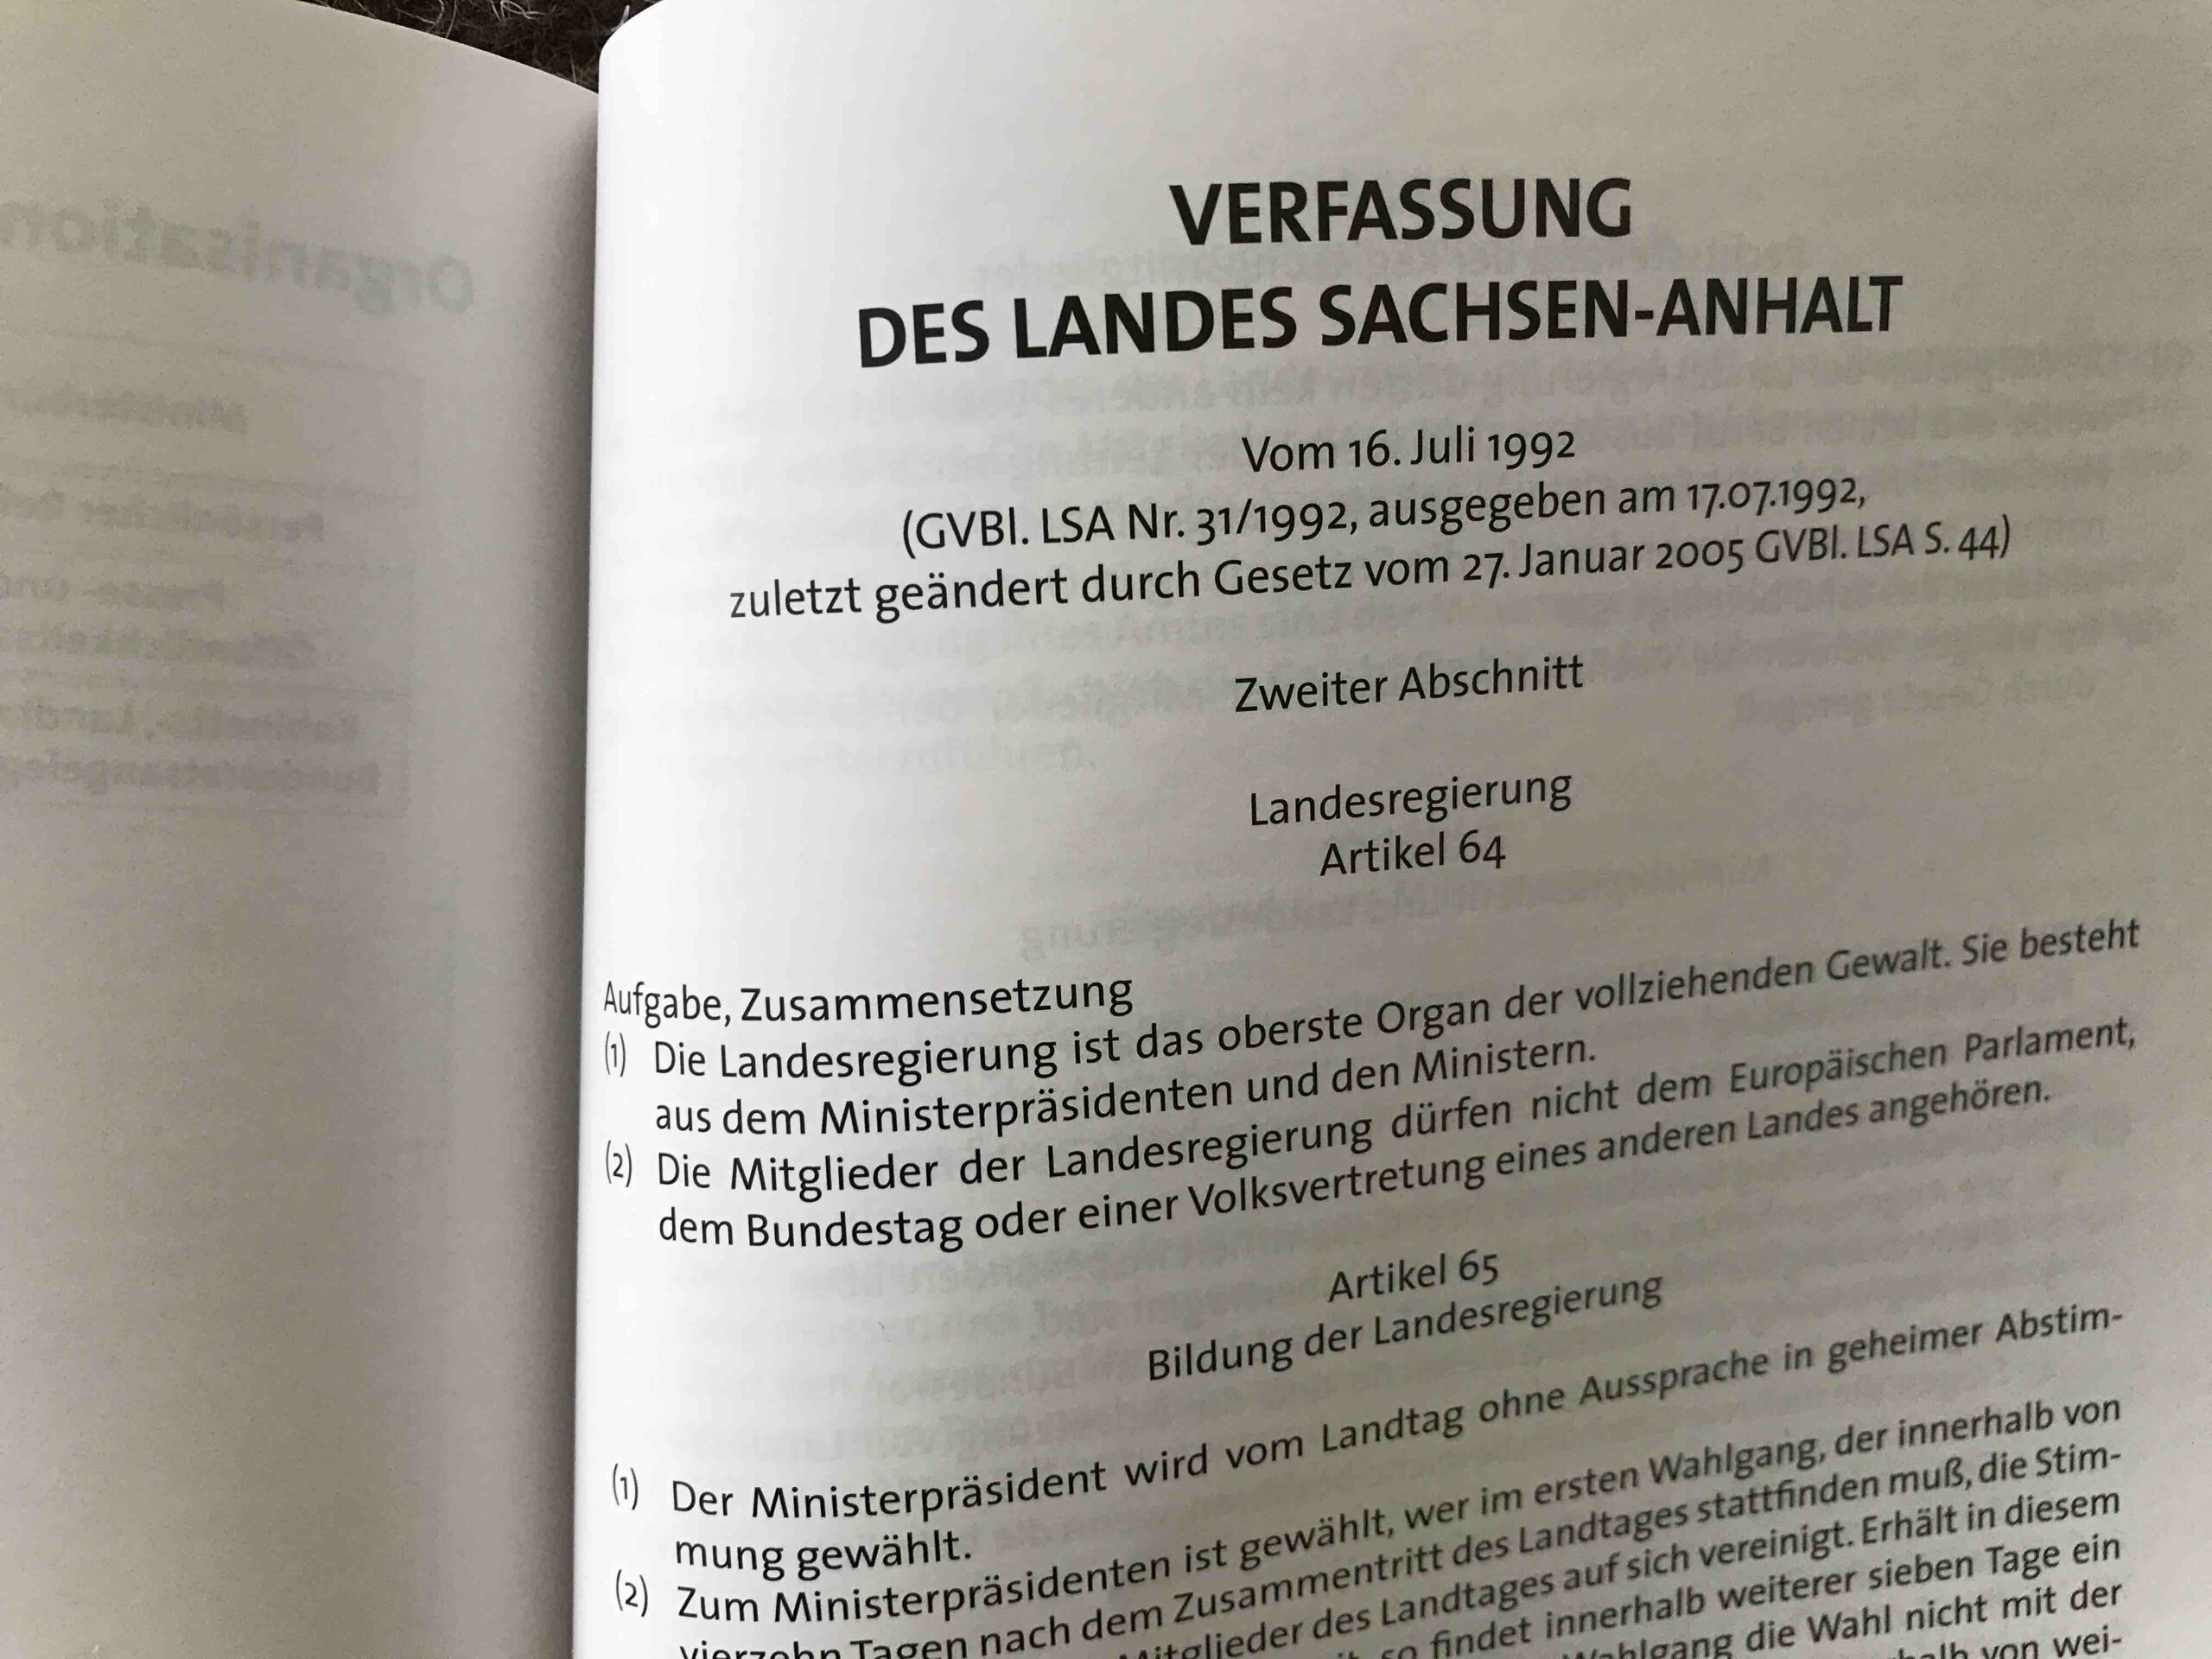 Organisation
VERFASSUNG
DES LANDES SACHSEN-ANHALT
Vom 16. Juli 1992
(GVBl. LSA Nr. 31/1992, ausgegeben am 17.07.1992,
zuletzt geändert durch Gesetz vom 27. Januar 2005 GVBl. LSA S. 44)
Zweiter Abschnitt
Landesregierung
Artikel 64
Aufgabe, Zusammensetzung
(1) Die Landesregierung ist das oberste Organ der vollziehenden Gewalt. Sie besteht
aus dem Ministerpräsidenten und den Ministern.
(2) Die Mitglieder der Landesregierung dürfen nicht dem Europäischen Parlament,
dem Bundestag oder einer Volksvertretung eines anderen Landes angehören.
Artikel 65
Bildung der Landesregierung
(1) Der Ministerpräsident wird vom Landtag ohne Aussprache in geheimer Abstim-
mung gewählt.
(2) Zum Ministerpräsidenten ist gewählt, wer im ersten Wahlgang, der innerhalb von
vierzehn Tagen nach dem Zusammentritt des Landtages stattfinden muß, die Stim-
Mitglieder des Landtages auf sich vereinigt. Erhält in diesem
so findet innerhalb weiterer sieben Tage ein
Wahlgang die Wahl nicht mit der
von wei-